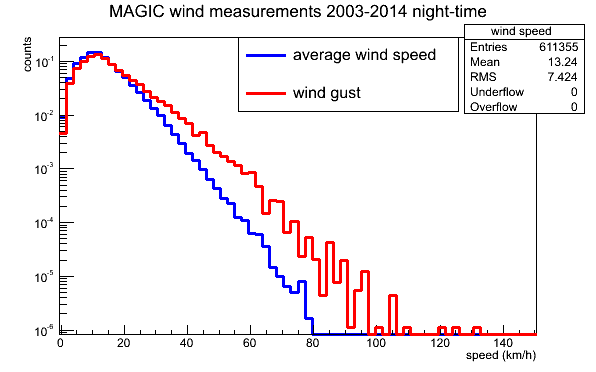 MAGIC wind measurements 2003-2014 night-time
counts
average wind speed
wind gust
wind speed
Entries 611355
Mean 13.24
RMS 7.424
Underflow 0
Overflow 0
10⁻¹
10⁻²
10⁻³
10⁻⁴
10⁻⁵
10⁻⁶
0 20 40 60 80 100 120 140
speed (km/h)